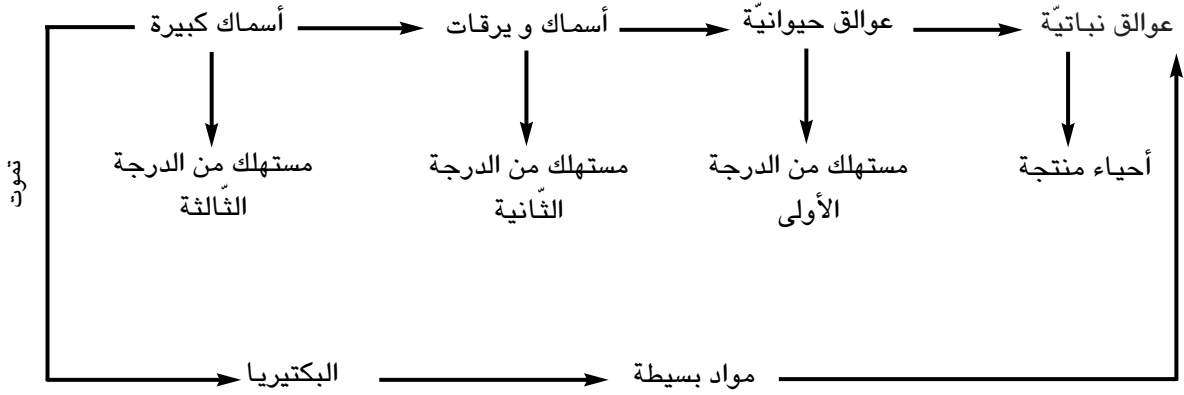 عوالق نباتيّة
عوالق حيوانيّة
أسماك و يرقات
أسماك كبيرة
أحياء منتجة
مستهلك من الدرجة
الأولى
مستهلك من الدرجة
الثّانية
مستهلك من الدرجة
الثّالثة
تموت
البكتيريا
مواد بسيطة